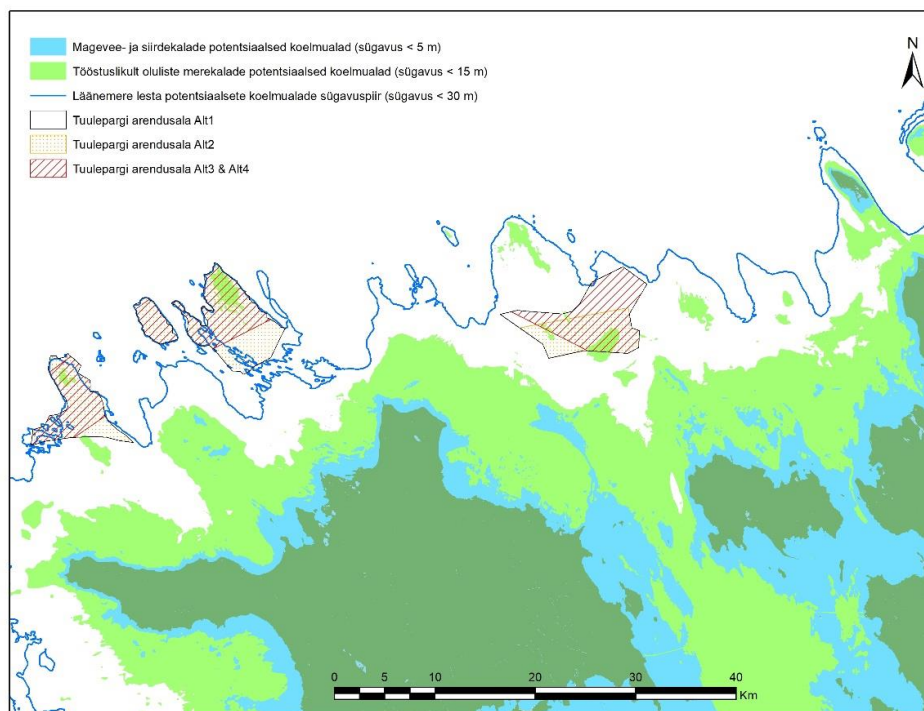 Magevee- ja siirdekalade potentsiaalsed koelmualad (sügavus < 5 m)
Tööstuslikult oluliste merekalade potentsiaalsed koelmualad (sügavus < 15 m)
Läänemere lesta potentsiaalsete koelmualade sügavuspiir (sügavus < 30 m)
Tuulepargi arendusala Alt1
Tuulepargi arendusala Alt2
Tuulepargi arendusala Alt3 & Alt4
N
0 5 10 20 30 40
Km